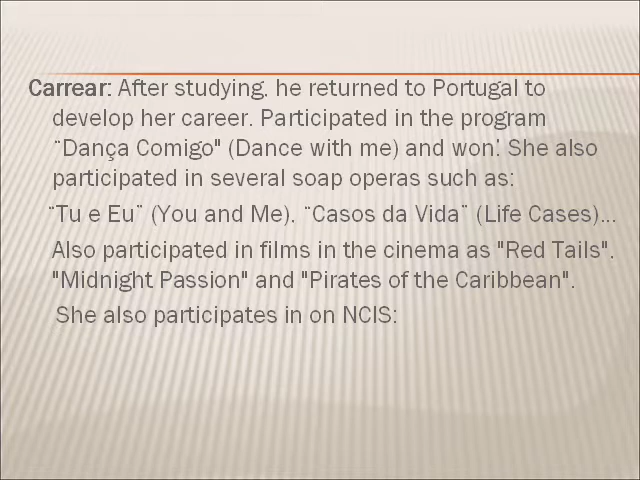 Carrear: After studying, he returned to Portugal to
develop her career. Participated in the program
¨Dança Comigo" (Dance with me) and won¨. She also
participated in several soap operas such as:
¨Tu e Eu¨ (You and Me), ¨Casos da Vida¨ (Life Cases)...
Also participated in films in the cinema as "Red Tails",
"Midnight Passion" and "Pirates of the Caribbean".
She also participates in on NCIS: